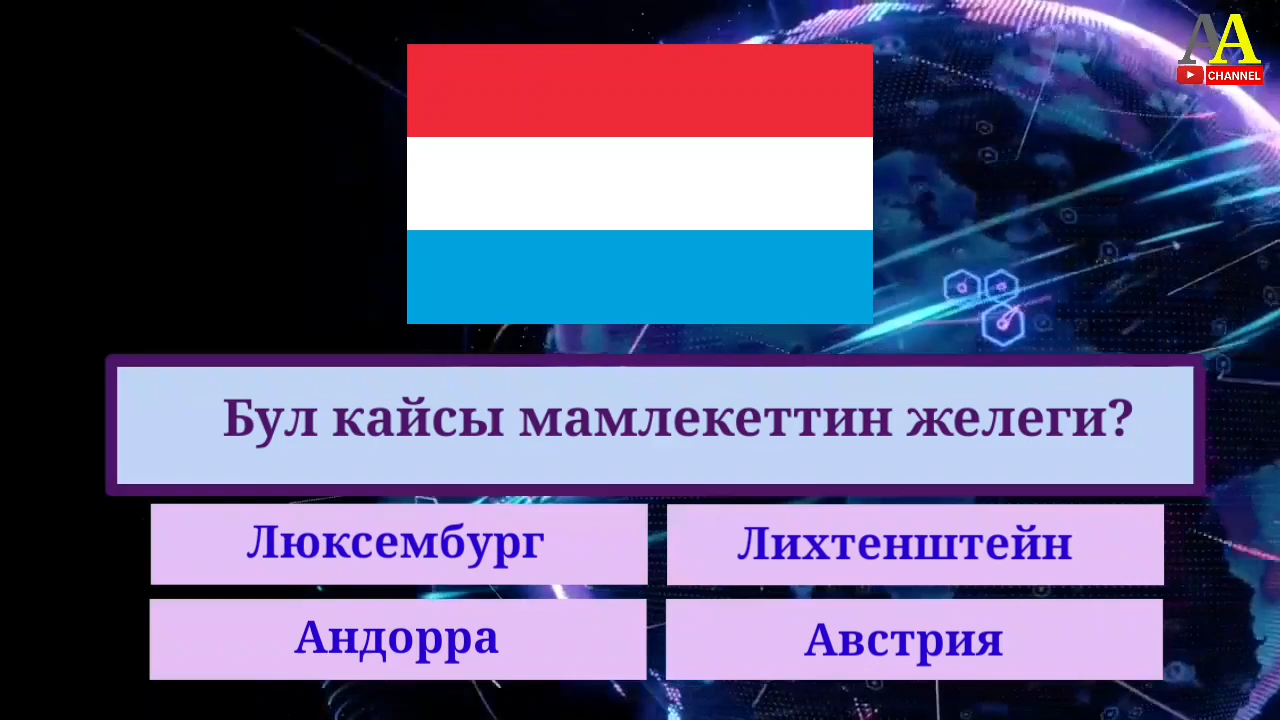 AA
CHANNEL
Бул кайсы мамлекеттин желеги?
Люксембург
Лихтенштейн
Андорра
Австрия